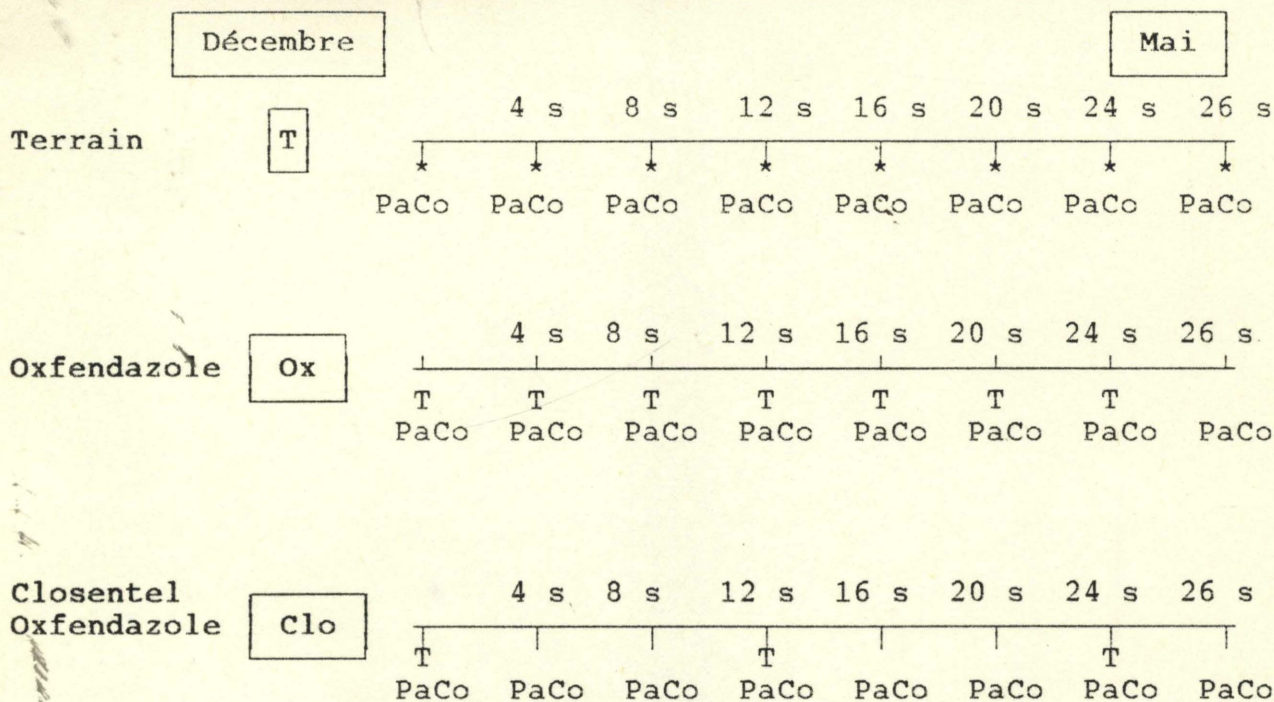 Décembre Mai
4 s 8 s 12 s 16 s 20 s 24 s 26 s
Terrain T
* * * * * * * *
PaCo PaCo PaCo PaCo PaCo PaCo PaCo PaCo
4 s 8 s 12 s 16 s 20 s 24 s 26 s
Oxfendazole Ox
T T T T T T T
PaCo PaCo PaCo PaCo PaCo PaCo PaCo PaCo
Closentel 4 s 8 s 12 s 16 s 20 s 24 s 26 s
Oxfendazole Clo
T T T
PaCo PaCo PaCo PaCo PaCo PaCo PaCo PaCo